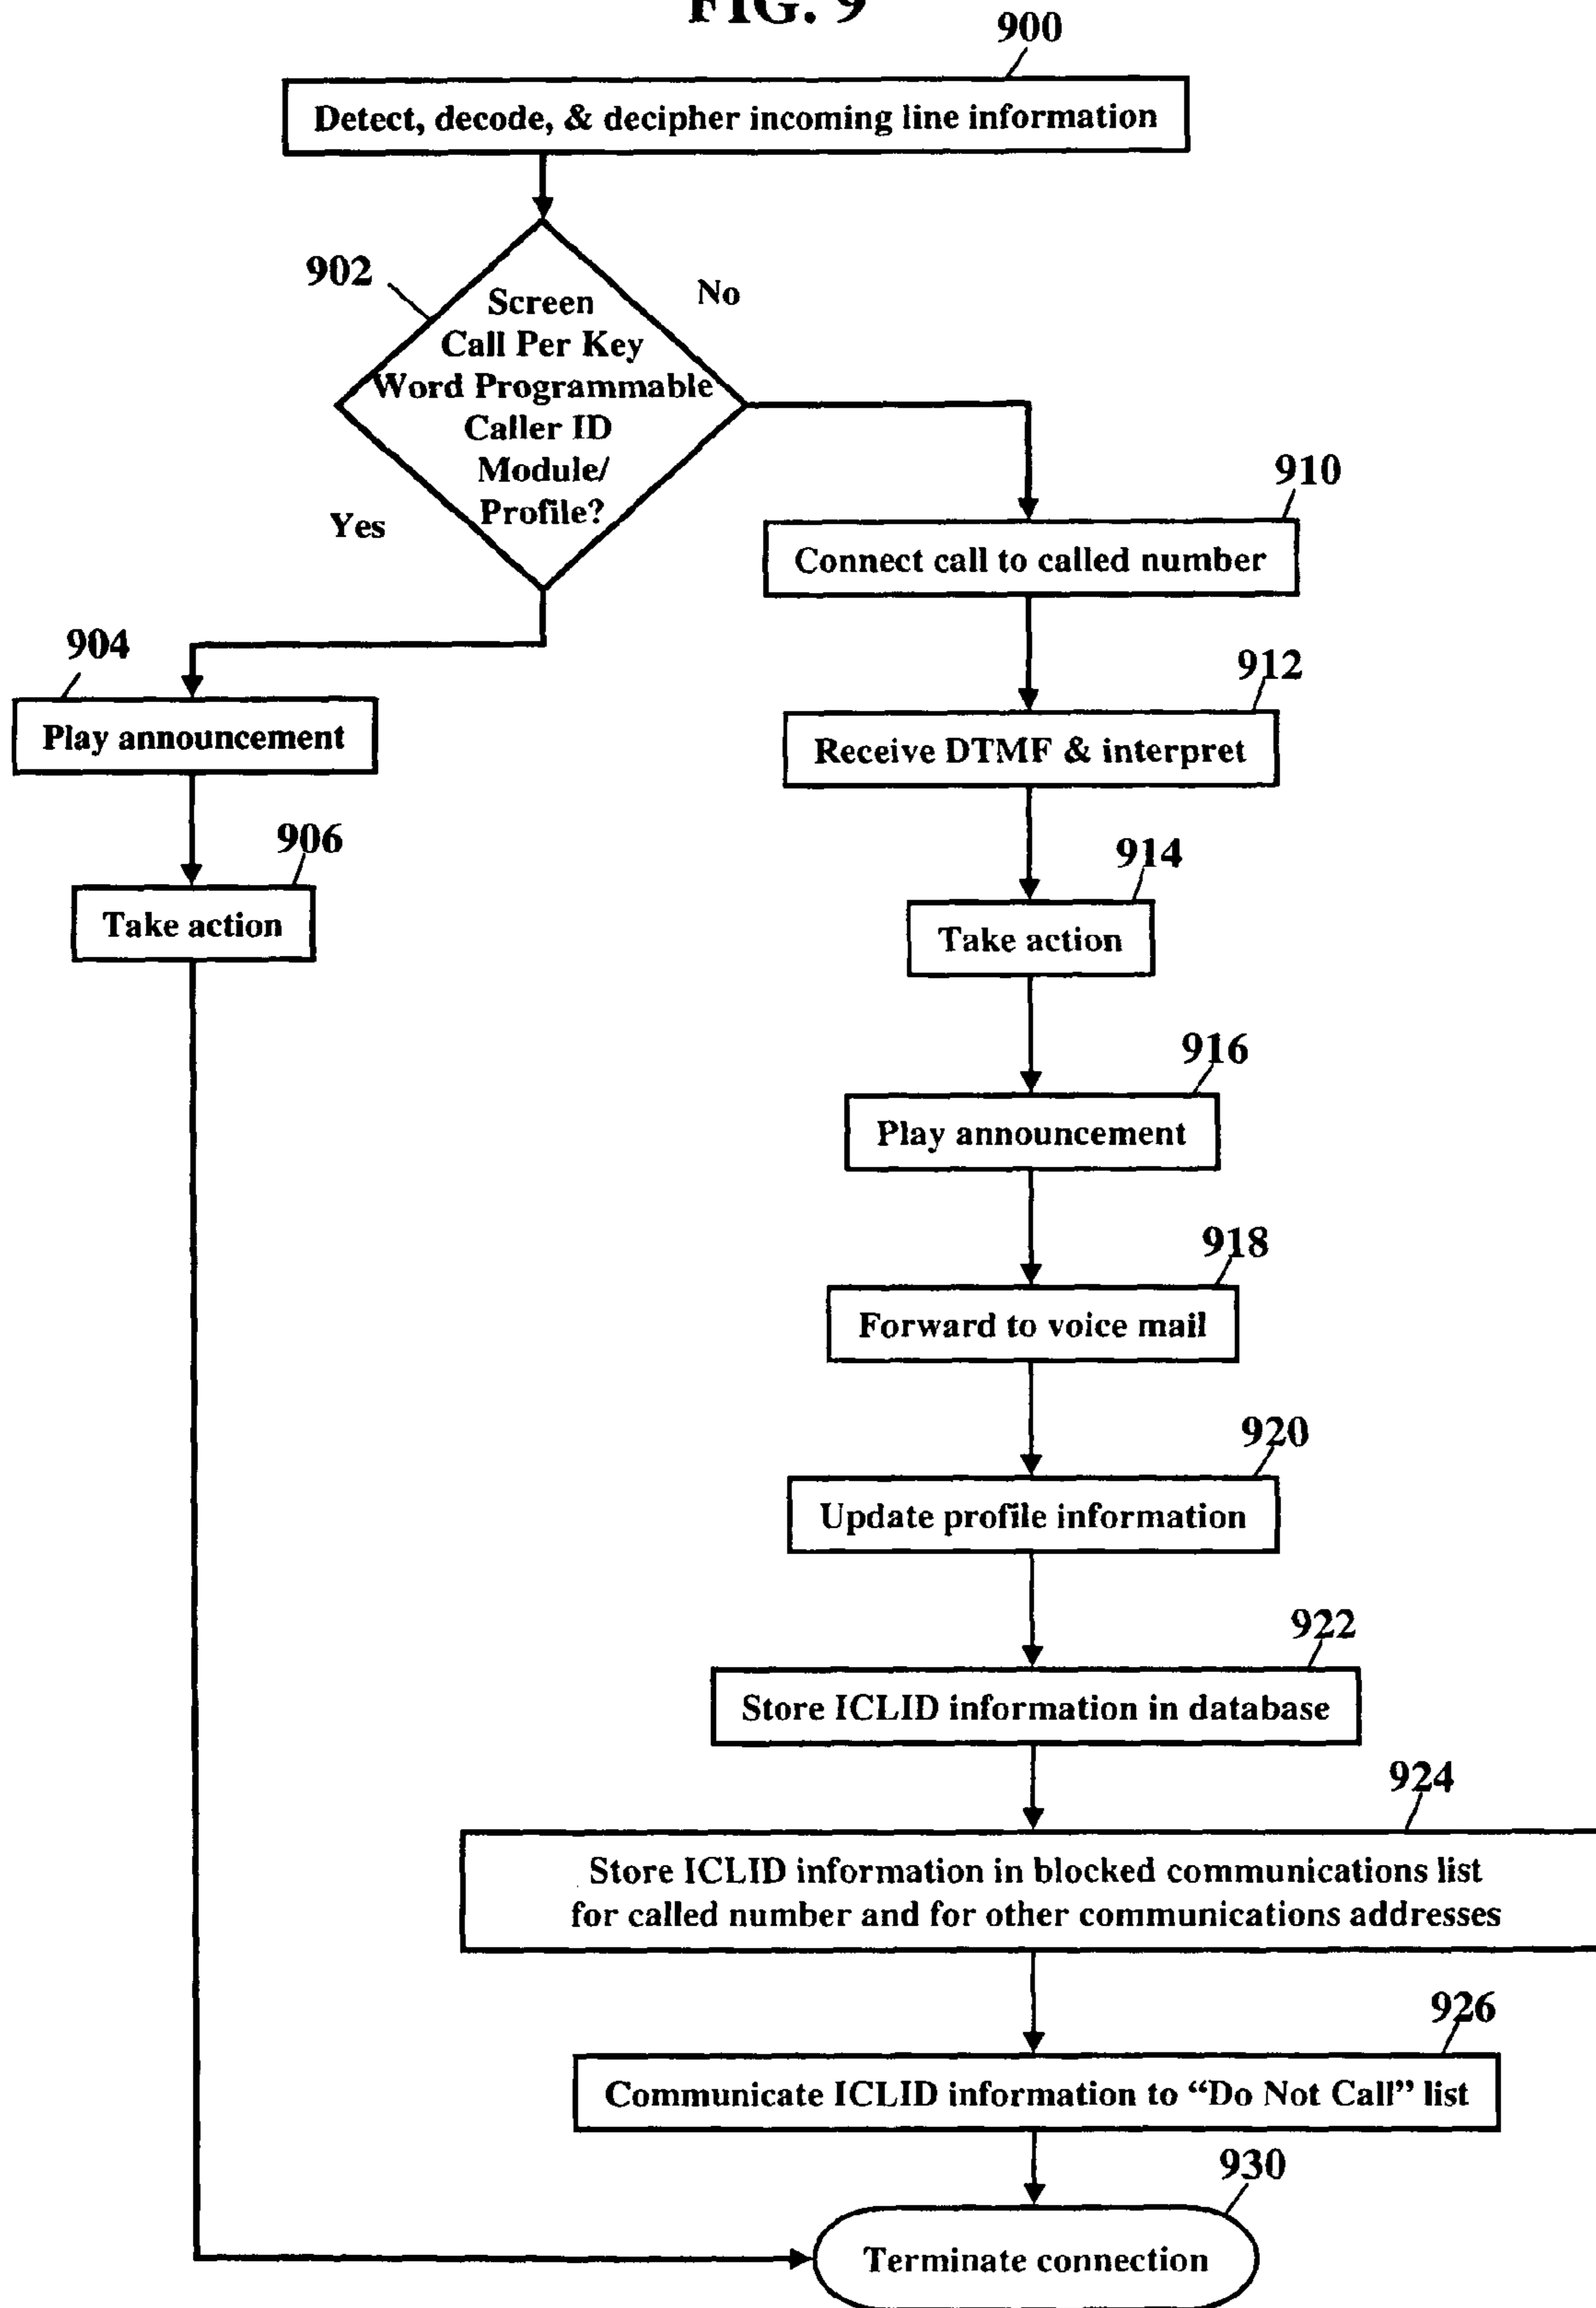 FIG. 9
900
Detect, decode, & decipher incoming line information
902
Screen
Call Per Key
Word Programmable
Caller ID
Module/
Profile?
No
Yes
910
Connect call to called number
904
Play announcement
912
Receive DTMF & interpret
906
Take action
914
Take action
916
Play announcement
918
Forward to voice mail
920
Update profile information
922
Store ICLID information in database
924
Store ICLID information in blocked communications list
for called number and for other communications addresses
926
Communicate ICLID information to “Do Not Call” list
930
Terminate connection